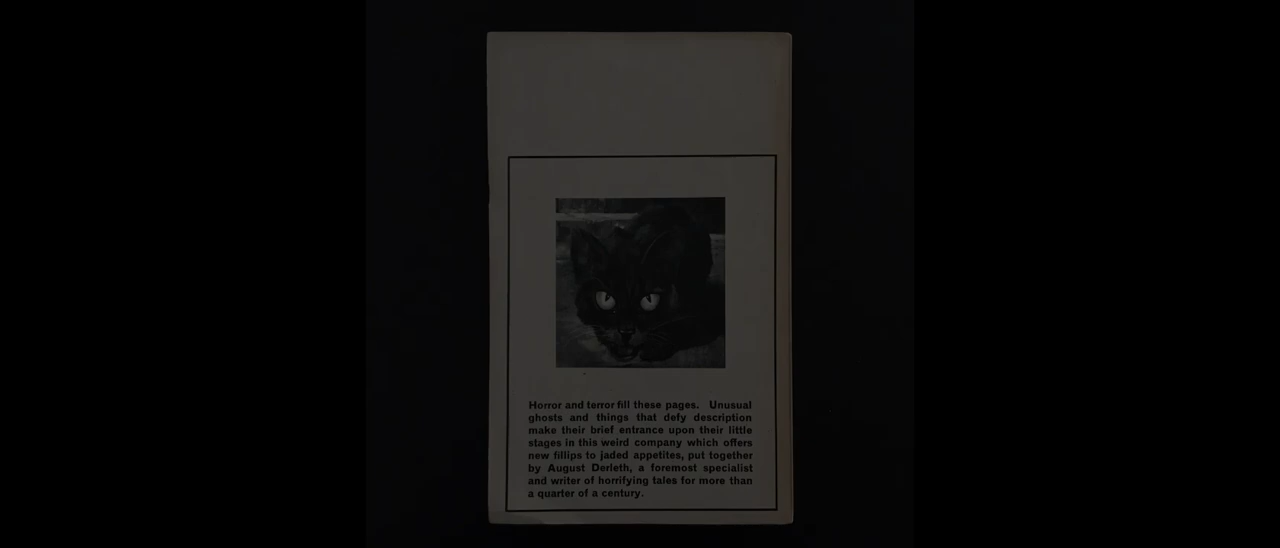 Horror and terror fill these pages. Unusual
ghosts and things that defy description
make their brief entrance upon their little
stages in this weird company which offers
new fillips to jaded appetites, put together
by August Derleth, a foremost specialist
and writer of horrifying tales for more than
a quarter of a century.